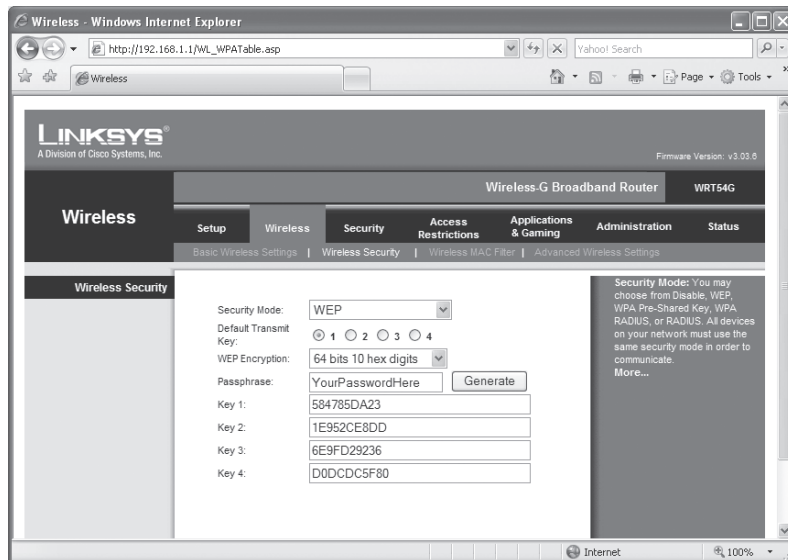 Wireless - Windows Internet Explorer
http://192.168.1.1/WL_WPATable.asp
Yahoo! Search
Wireless
Page
Tools
LINKSYS®
A Division of Cisco Systems, Inc.
Firmware Version: v3.03.6
Wireless-G Broadband Router WRT54G
Wireless
Setup Wireless Security Access Restrictions Applications & Gaming Administration Status
Basic Wireless Settings | Wireless Security | Wireless MAC Filter | Advanced Wireless Settings
Wireless Security
Security Mode: WEP
Default Transmit Key: 1 2 3 4
WEP Encryption: 64 bits 10 hex digits
Passphrase: YourPasswordHere Generate
Key 1: 584785DA23
Key 2: 1E952CE8DD
Key 3: 6E9FD29236
Key 4: D0DCDC5F80
Security Mode: You may
choose from Disable, WEP,
WPA Pre-Shared Key, WPA
RADIUS, or RADIUS. All devices
on your network must use the
same security mode in order to
communicate.
More...
Internet
100%